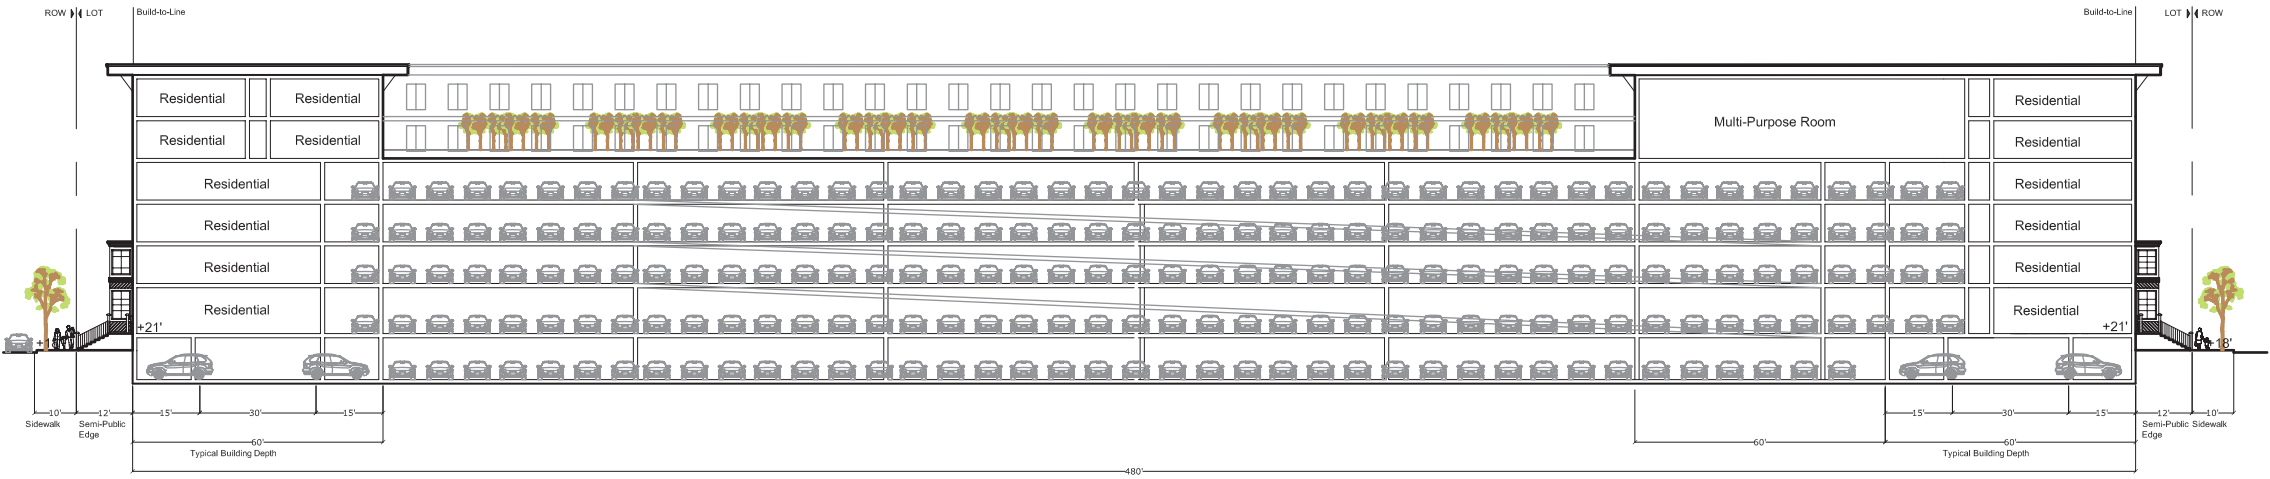 ROW LOT Build-to-Line Build-to-Line LOT ROW
Residential Residential Residential
Multi-Purpose Room
Residential Residential Residential
Residential Residential
Residential Residential
Residential Residential
Residential Residential
+21' +21'
+18'
10' 12' 15' 30' 15' 15' 30' 15' 12' 10'
Sidewalk Semi-Public Edge Semi-Public Edge Sidewalk
60' 60' 60'
Typical Building Depth Typical Building Depth
480'